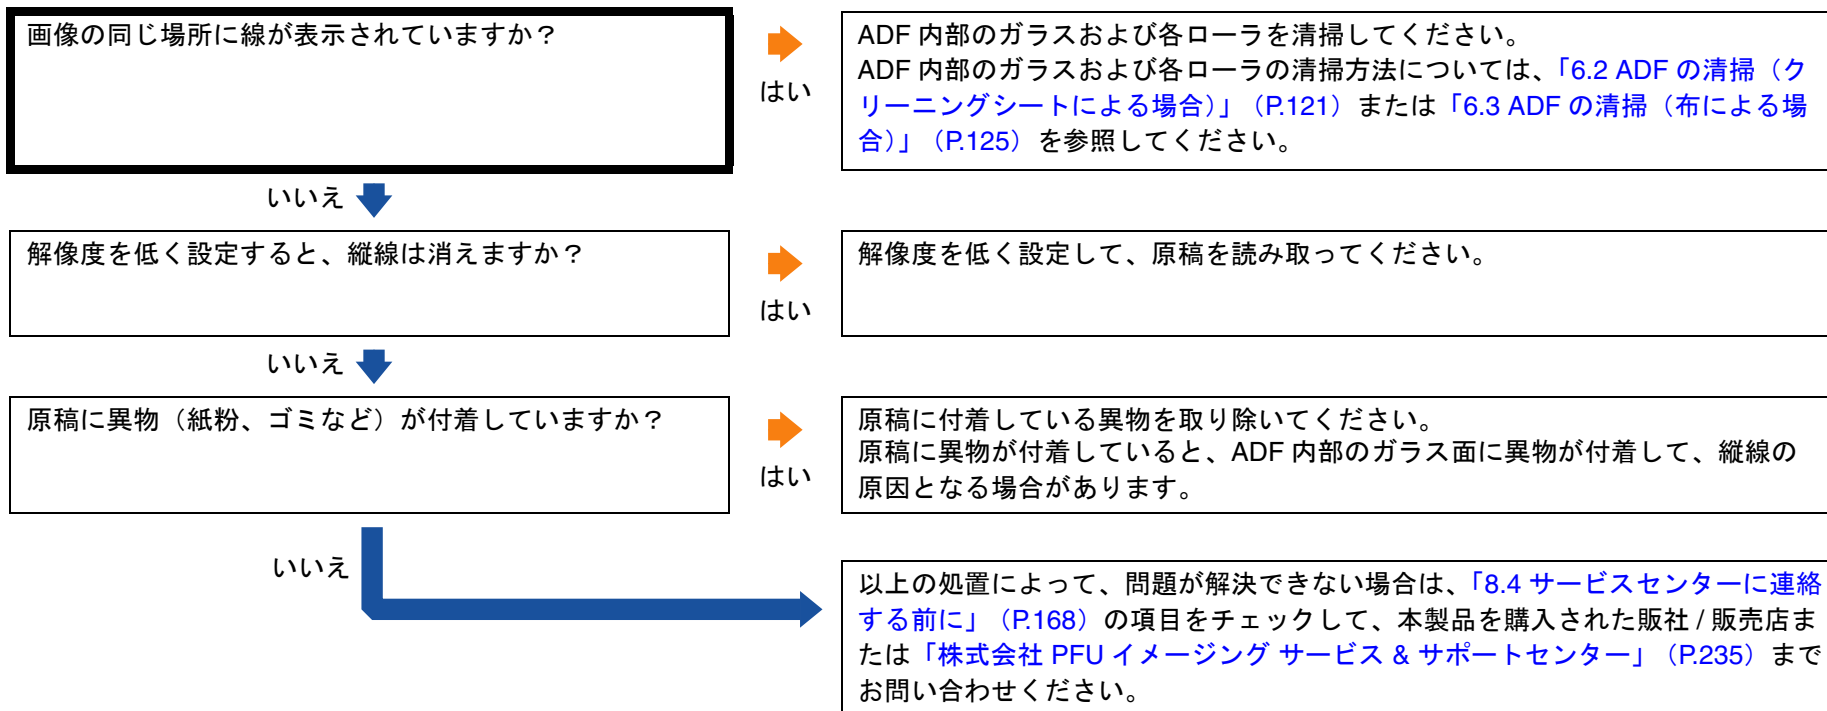 画像の同じ場所に線が表示されていますか？
はい
ADF 内部のガラスおよび各ローラを清掃してください。
ADF 内部のガラスおよび各ローラの清掃方法については、「6.2 ADF の清掃（ク
リーニングシートによる場合）」（P.121）または「6.3 ADF の清掃（布による場
合）」（P.125）を参照してください。
いいえ
解像度を低く設定すると、縦線は消えますか？
はい
解像度を低く設定して、原稿を読み取ってください。
いいえ
原稿に異物（紙粉、ゴミなど）が付着していますか？
はい
原稿に付着している異物を取り除いてください。
原稿に異物が付着していると、ADF 内部のガラス面に異物が付着して、縦線の
原因となる場合があります。
いいえ
以上の処置によって、問題が解決できない場合は、「8.4 サービスセンターに連絡
する前に」（P.168）の項目をチェックして、本製品を購入された販社 / 販売店ま
たは「株式会社 PFU イメージング サービス & サポートセンター」（P.235）まで
お問い合わせください。